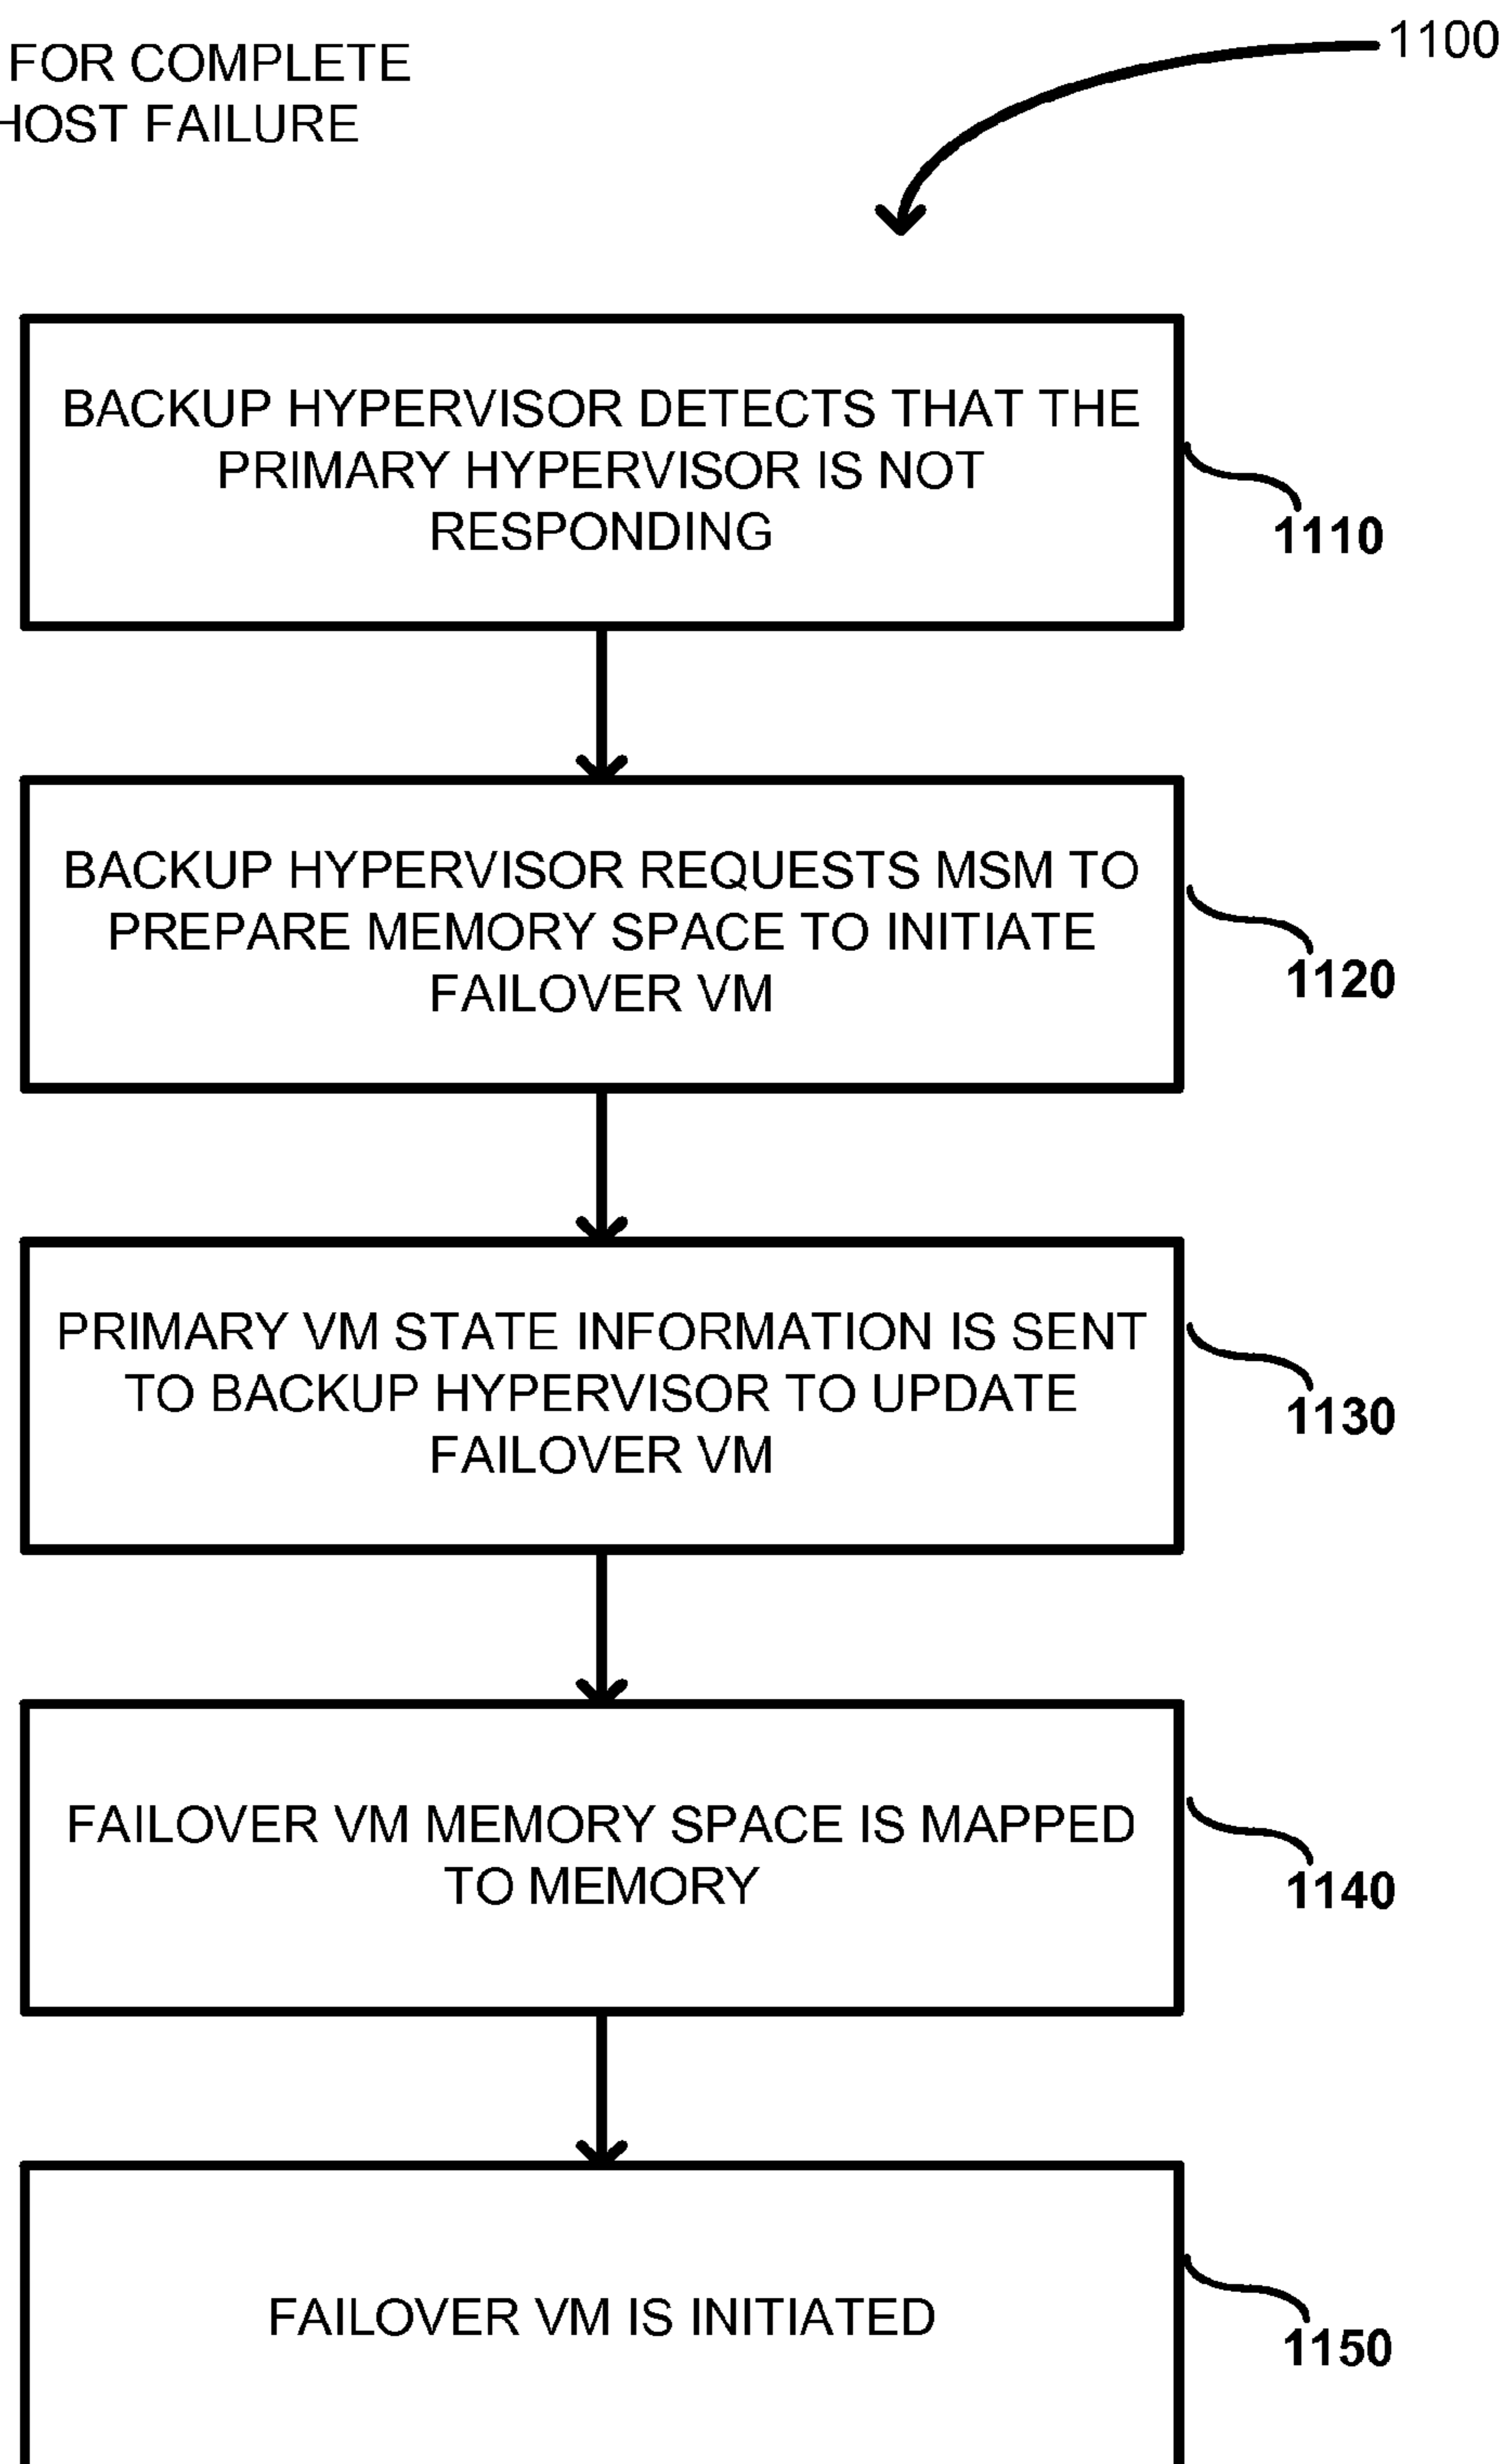 FOR COMPLETE
HOST FAILURE
1100
BACKUP HYPERVISOR DETECTS THAT THE
PRIMARY HYPERVISOR IS NOT
RESPONDING
1110
BACKUP HYPERVISOR REQUESTS MSM TO
PREPARE MEMORY SPACE TO INITIATE
FAILOVER VM
1120
PRIMARY VM STATE INFORMATION IS SENT
TO BACKUP HYPERVISOR TO UPDATE
FAILOVER VM
1130
FAILOVER VM MEMORY SPACE IS MAPPED
TO MEMORY
1140
FAILOVER VM IS INITIATED
1150